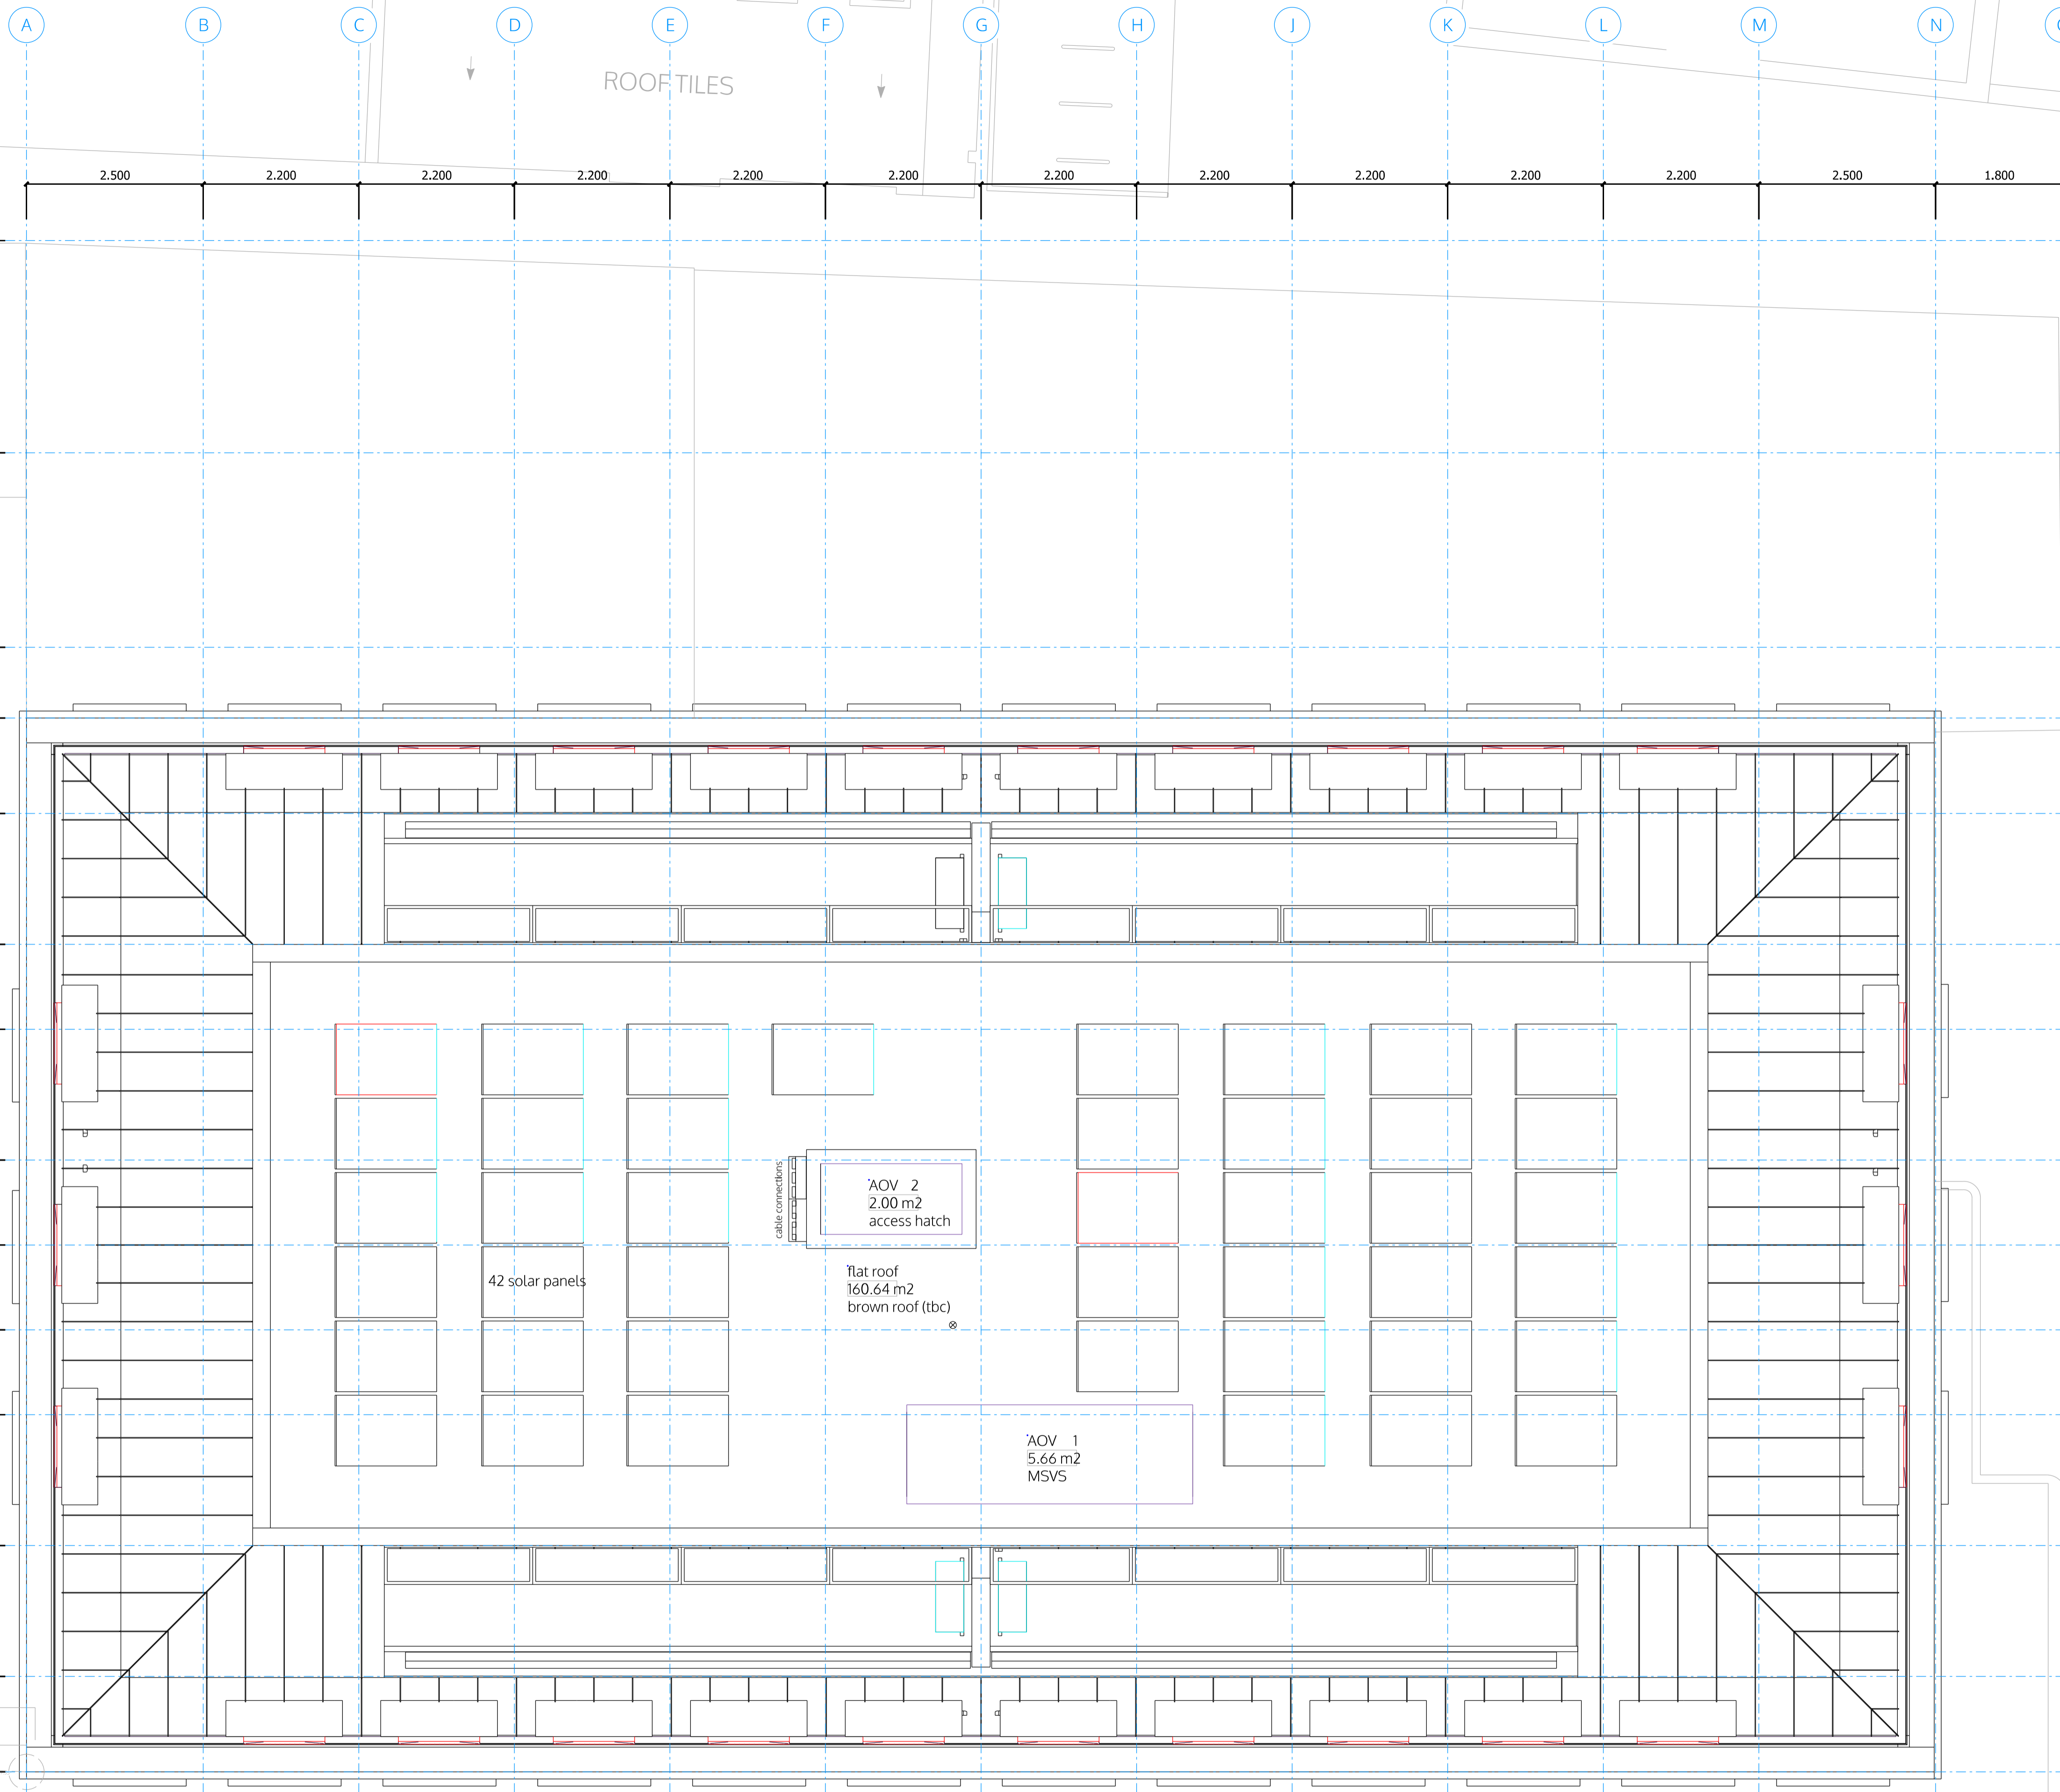 A B C D E F G H J K L M N
ROOF TILES
2.500 2.200 2.200 2.200 2.200 2.200 2.200 2.200 2.200 2.200 2.200 2.500 1.800
cable connections
AOV 2
2.00 m2
access hatch
42 solar panels
flat roof
160.64 m2
brown roof (tbc)
AOV 1
5.66 m2
MSVS